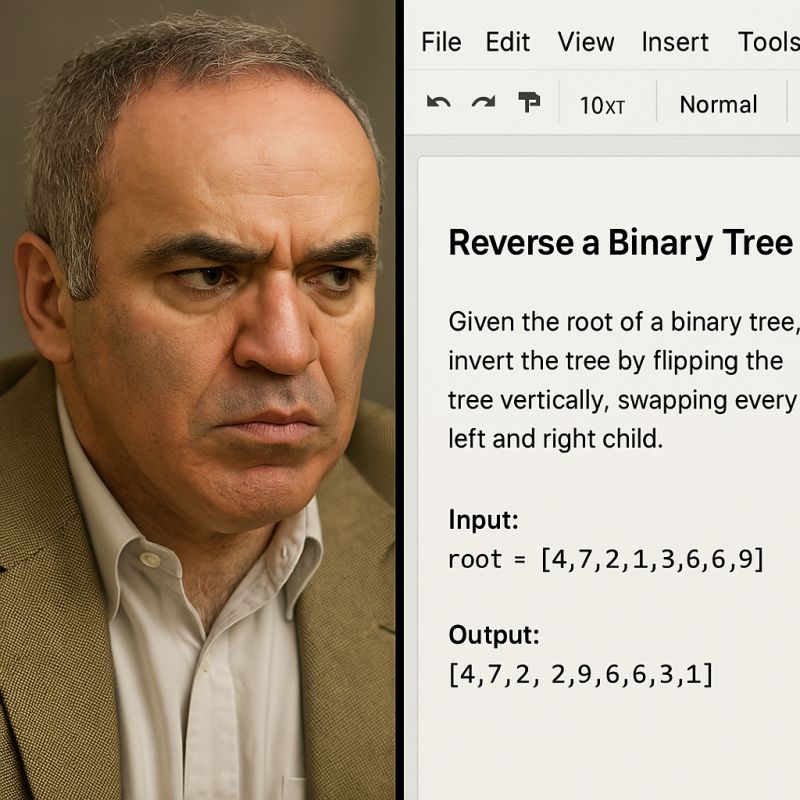 File Edit View Insert Tools
10XT Normal
Reverse a Binary Tree
Given the root of a binary tree,
invert the tree by flipping the
tree vertically, swapping every
left and right child.
Input:
root = [4,7,2,1,3,6,6,9]
Output:
[4,7,2, 2,9,6,6,3,1]